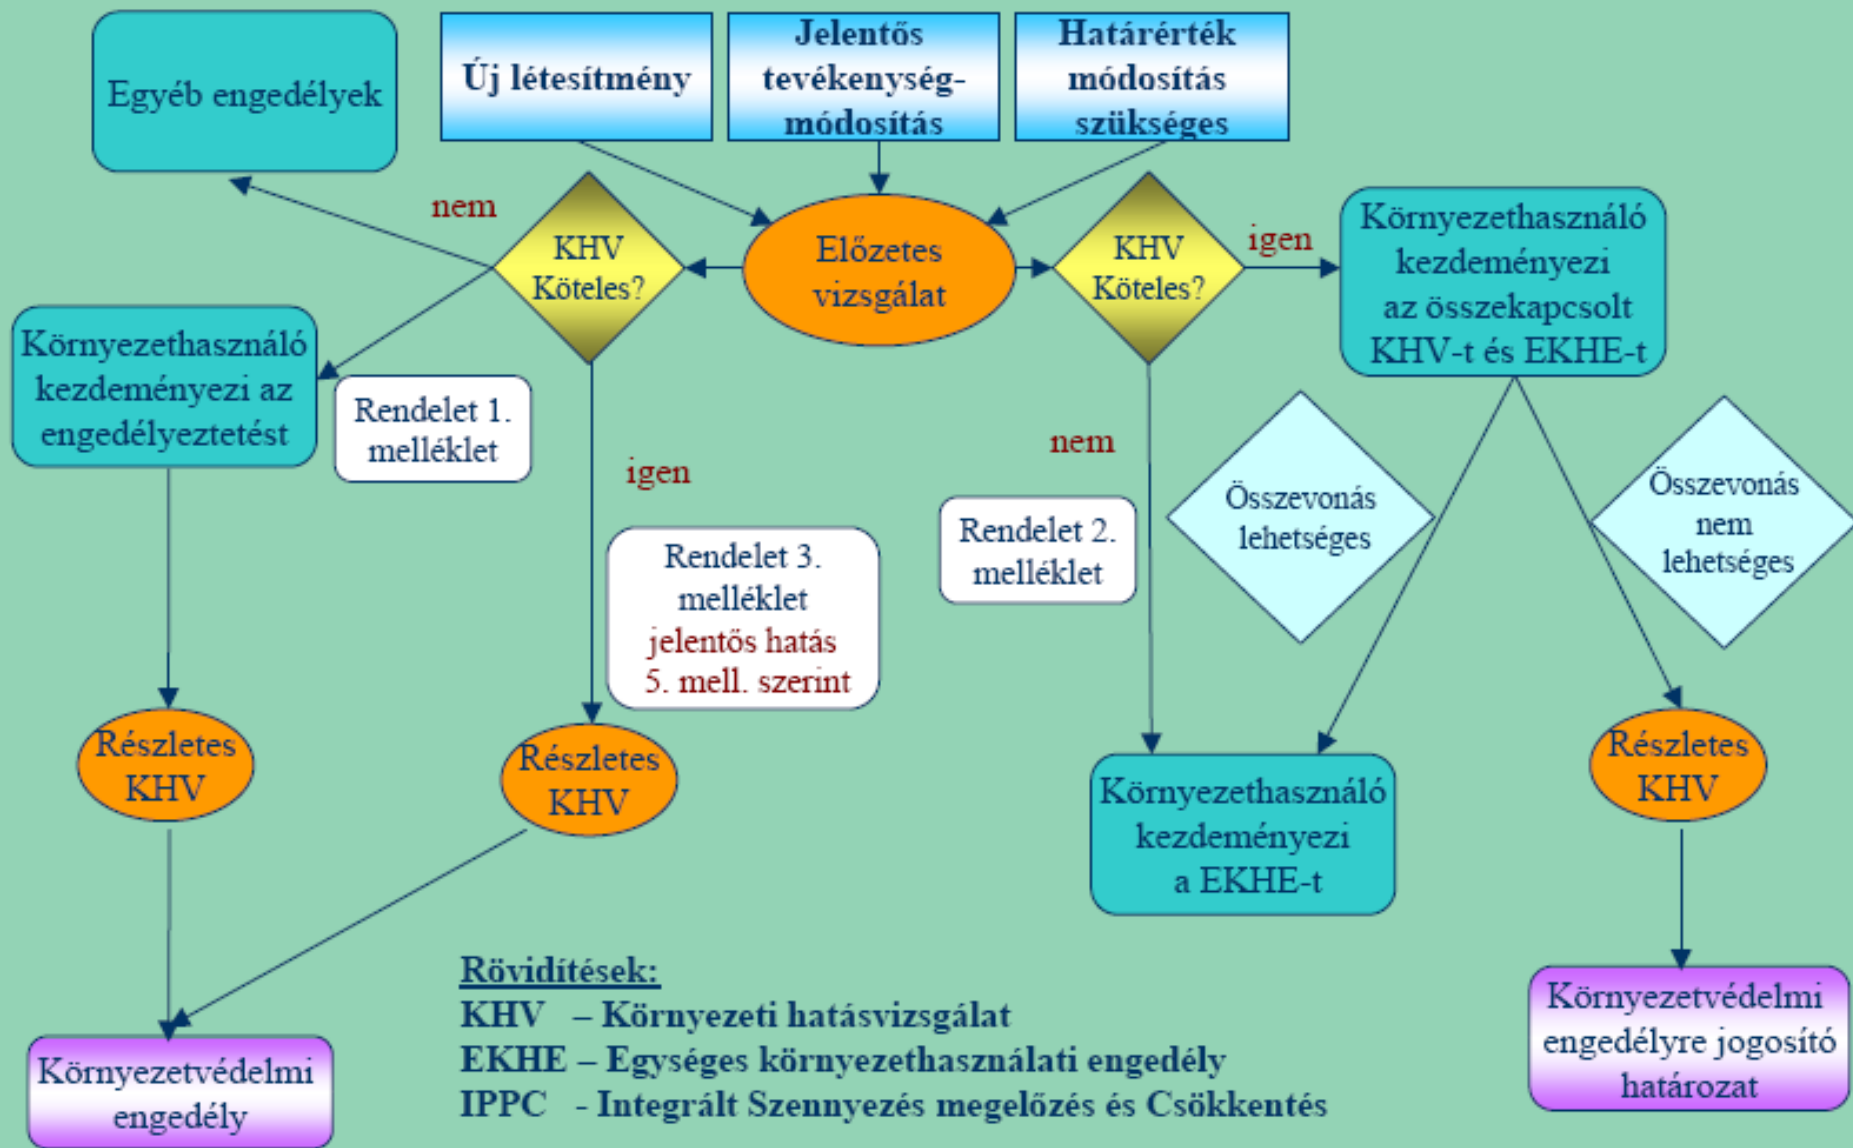 Egyéb engedélyek
Új létesítmény
Jelentős
tevékenység-
módosítás
Határérték
módosítás
szükséges
nem
KHV
Köteles?
Előzetes
vizsgálat
KHV
Köteles?
igen
Környezethasználó
kezdeményezi
az összekapcsolt
KHV-t és EKHE-t
Környezethasználó
kezdeményezi az
engedélyeztetést
Rendelet 1.
melléklet
igen
nem
Összevonás
lehetséges
Összevonás
nem
lehetséges
Rendelet 3.
melléklet
jelentős hatás
5. mell. szerint
Rendelet 2.
melléklet
Részletes
KHV
Részletes
KHV
Környezethasználó
kezdeményezi
a EKHE-t
Részletes
KHV
Rövidítések:
KHV – Környezeti hatásvizsgálat
EKHE – Egységes környezethasználati engedély
IPPC - Integrált Szennyezés megelőzés és Csökkentés
Környezetvédelmi
engedély
Környezetvédelmi
engedélyre jogosító
határozat